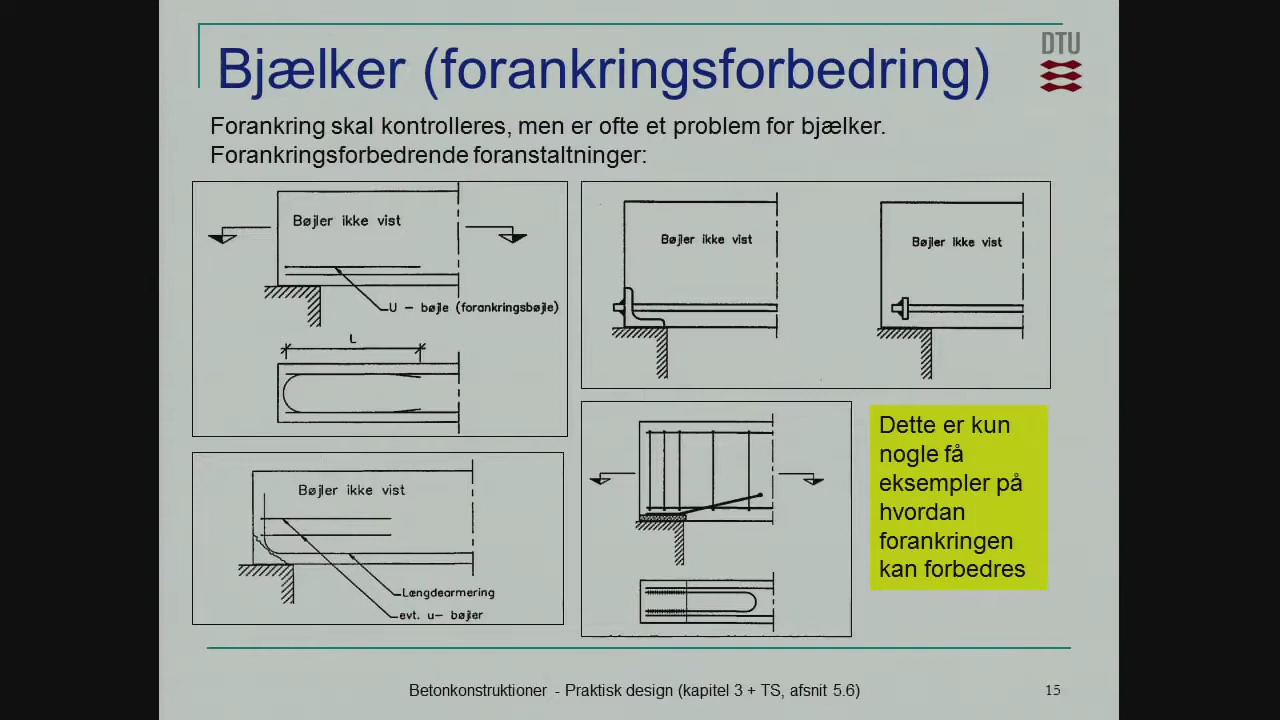 Bjælker (forankringsforbedring)
DTU
Forankring skal kontrolleres, men er ofte et problem for bjælker.
Forankringsforbedrende foranstaltninger:
Bøjler ikke vist
U - bøjle (forankringsbøjle)
L
Bøjler ikke vist
Bøjler ikke vist
Bøjler ikke vist
Længdearmering
evt. u- bøjler
Dette er kun
nogle få
eksempler på
hvordan
forankringen
kan forbedres
Betonkonstruktioner - Praktisk design (kapitel 3 + TS, afsnit 5.6)
15